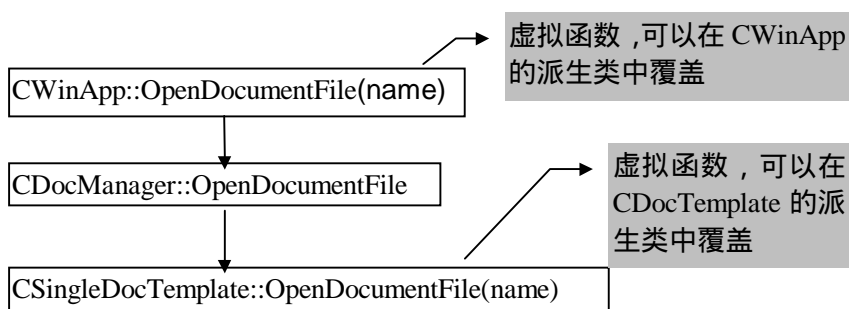 虚拟函数,可以在 CWinApp
的派生类中覆盖
CWinApp::OpenDocumentFile(name)
CDocManager::OpenDocumentFile
虚拟函数,可以在
CDocTemplate 的派
生类中覆盖
CSingleDocTemplate::OpenDocumentFile(name)